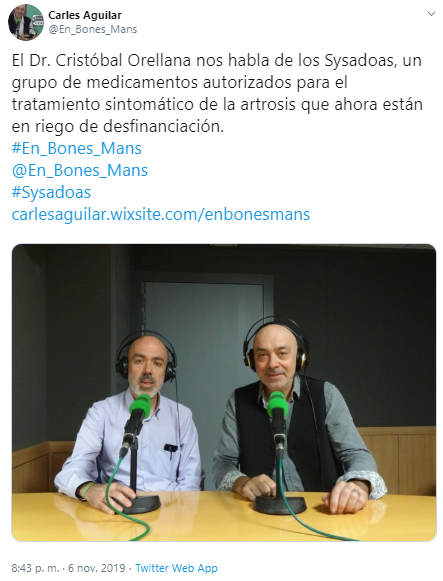 Carles Aguilar
@En_Bones_Mans
El Dr. Cristóbal Orellana nos habla de los Sysadoas, un
grupo de medicamentos autorizados para el
tratamiento sintomático de la artrosis que ahora están
en riego de desfinanciación.
#En_Bones_Mans
@En_Bones_Mans
#Sysadoas
carlesaguilar.wixsite.com/enbonesmans
8:43 p. m. · 6 nov. 2019 · Twitter Web App